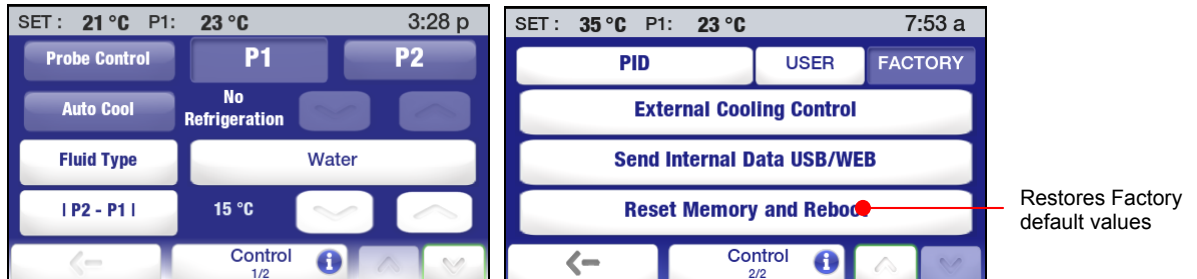 SET : 21 °C P1: 23 °C 3:28 p
Probe Control P1 P2
Auto Cool No Refrigeration
Fluid Type Water
I P2 - P1 I 15 °C
Control
1/2
SET : 35 °C P1: 23 °C 7:53 a
PID USER FACTORY
External Cooling Control
Send Internal Data USB/WEB
Reset Memory and Reboot
Control
2/2
Restores Factory
default values